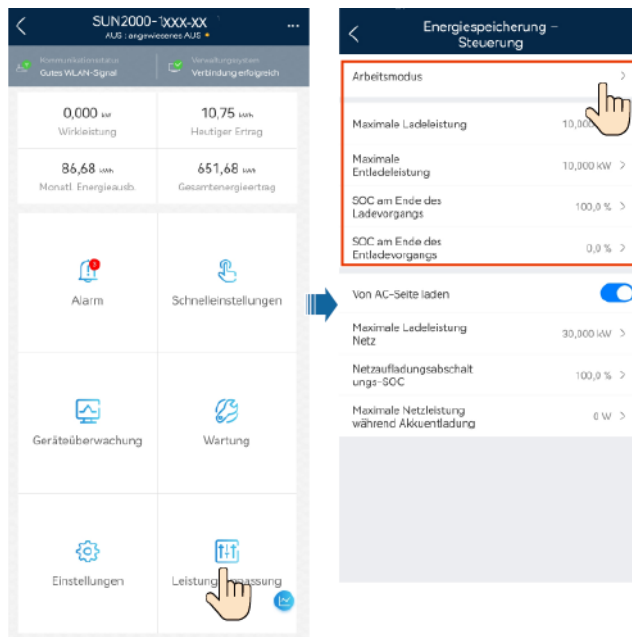 SUN2000-1XXX-XX
AUS : angewiesenes AUS
Kommunikationsstatus
Gutes WLAN-Signal
Verwaltungssystem
Verbindung erfolgreich
0,000 kW
Wirkleistung
10,75 kWh
Heutiger Ertrag
86,68 kWh
Monatl. Energieausb.
651,68 kWh
Gesamtenergieertrag
Alarm
Schnelleinstellungen
Geräteüberwachung
Wartung
Einstellungen
Leistung passung
Energiespeicherung –
Steuerung
Arbeitsmodus
Maximale Ladeleistung
10,000
Maximale
Entladeleistung
10,000 kW
SOC am Ende des
Ladevorgangs
100,0 %
SOC am Ende des
Entladevorgangs
0,0 %
Von AC-Seite laden
Maximale Ladeleistung
Netz
30,000 kW
Netzaufladungsabschalt
ungs-SOC
100,0 %
Maximale Netzleistung
während Akkuentladung
0 W